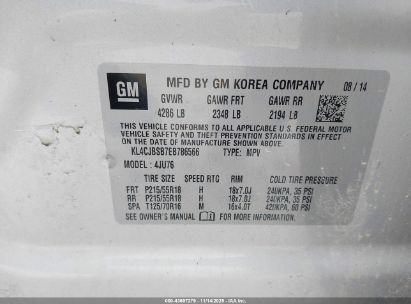 GM
MFD BY GM KOREA COMPANY 08/14
GVWR GAWR FRT GAWR RR
4286 LB 2348 LB 2194 LB
THIS VEHICLE CONFORMS TO ALL APPLICABLE U.S. FEDERAL MOTOR
VEHICLE SAFETY AND THEFT PREVENTION STANDARDS IN
EFFECT ON THE DATE OF MANUFACTURE SHOWN ABOVE.
KL4CJBSB7EB786566 TYPE: MPV
MODEL : 4JU76
TIRE SIZE SPEED RTG RIM COLD TIRE PRESSURE
FRT P215/55R18 H 18x7.0J 240KPA, 35 PSI
RR P215/55R18 H 18x7.0J 240KPA, 35 PSI
SPA T125/70R16 M 16x4.0T 420KPA, 60 PSI
SEE OWNER'S MANUAL FOR MORE INFORMATION